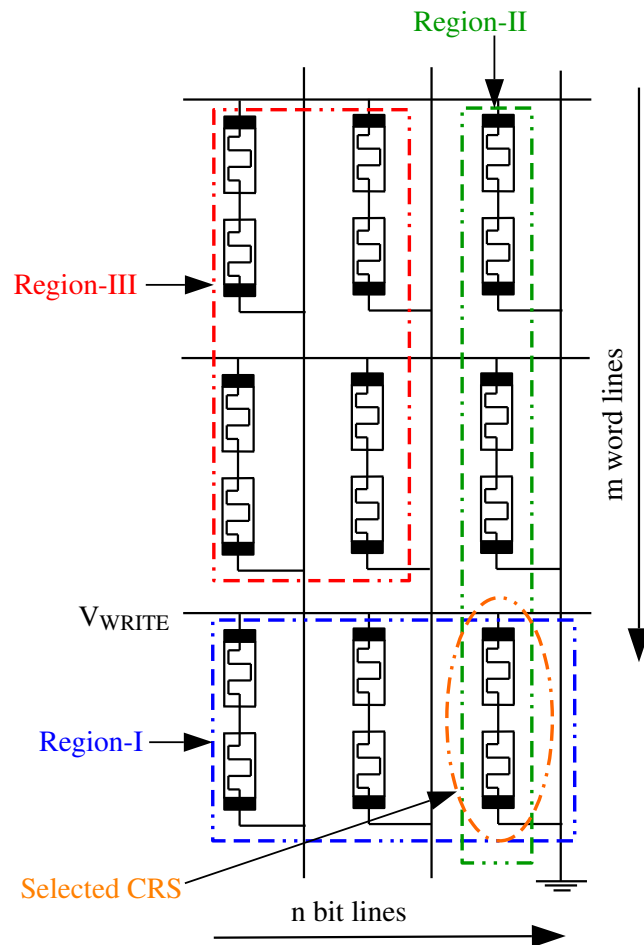 Region-II
Region-III
m word lines
VWRITE
Region-I
Selected CRS
n bit lines